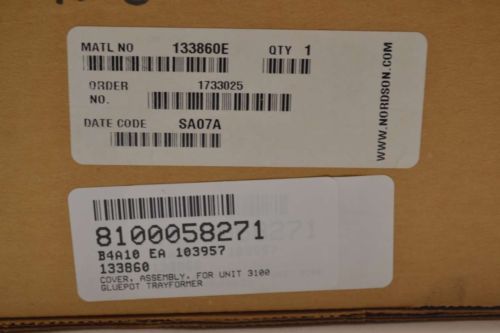 MATL NO 133860E QTY 1
ORDER NO. 1733025
DATE CODE SA07A
WWW.NORDSON.COM
8100058271
B4A10 EA 103957
133860
COVER, ASSEMBLY, FOR UNIT 3100
GLUEPOT TRAYFORMER